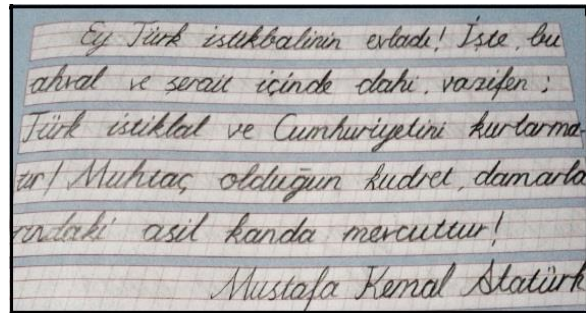 Ey Türk istikbalinin evladı! İşte, bu
ahval ve şerait içinde dahi, vazifen;
Türk istiklal ve Cumhuriyetini kurtarma
tır! Muhtaç olduğun kudret, damarla
rındaki asil kanda mevcuttur!
Mustafa Kemal Atatürk